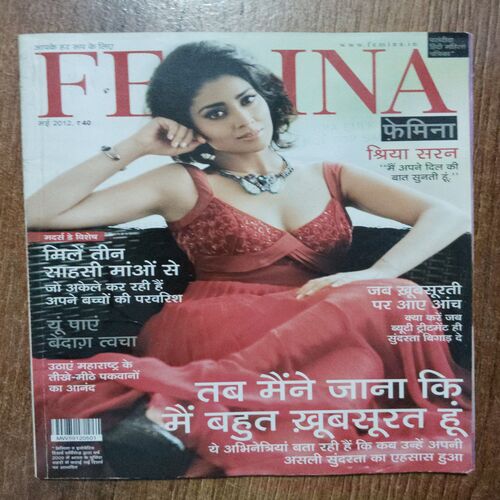 आपके हर रूप के लिए
www.femina.in
FEMINA
मई 2012, ₹ 40
फ़ेमिना
श्रिया सरन
"मैं अपने दिल की
बात सुनती हूं."
मदर्स डे विशेष
मिलें तीन
साहसी मांओं से
जो अकेले कर रही हैं
अपने बच्चों की परवरिश
यूं पाएं
बेदाग़ त्वचा
उठाएं महाराष्ट्र के
तीखे-मीठे पकवानों
का आनंद
जब ख़ूबसूरती
पर आए आंच
क्या करें जब
ब्यूटी ट्रीटमेंट ही
सुंदरता बिगाड़ दे
तब मैंने जाना कि
मैं बहुत ख़ूबसूरत हूं
ये अभिनेत्रियां बता रही हैं कि कब उन्हें अपनी
असली सुंदरता का एहसास हुआ